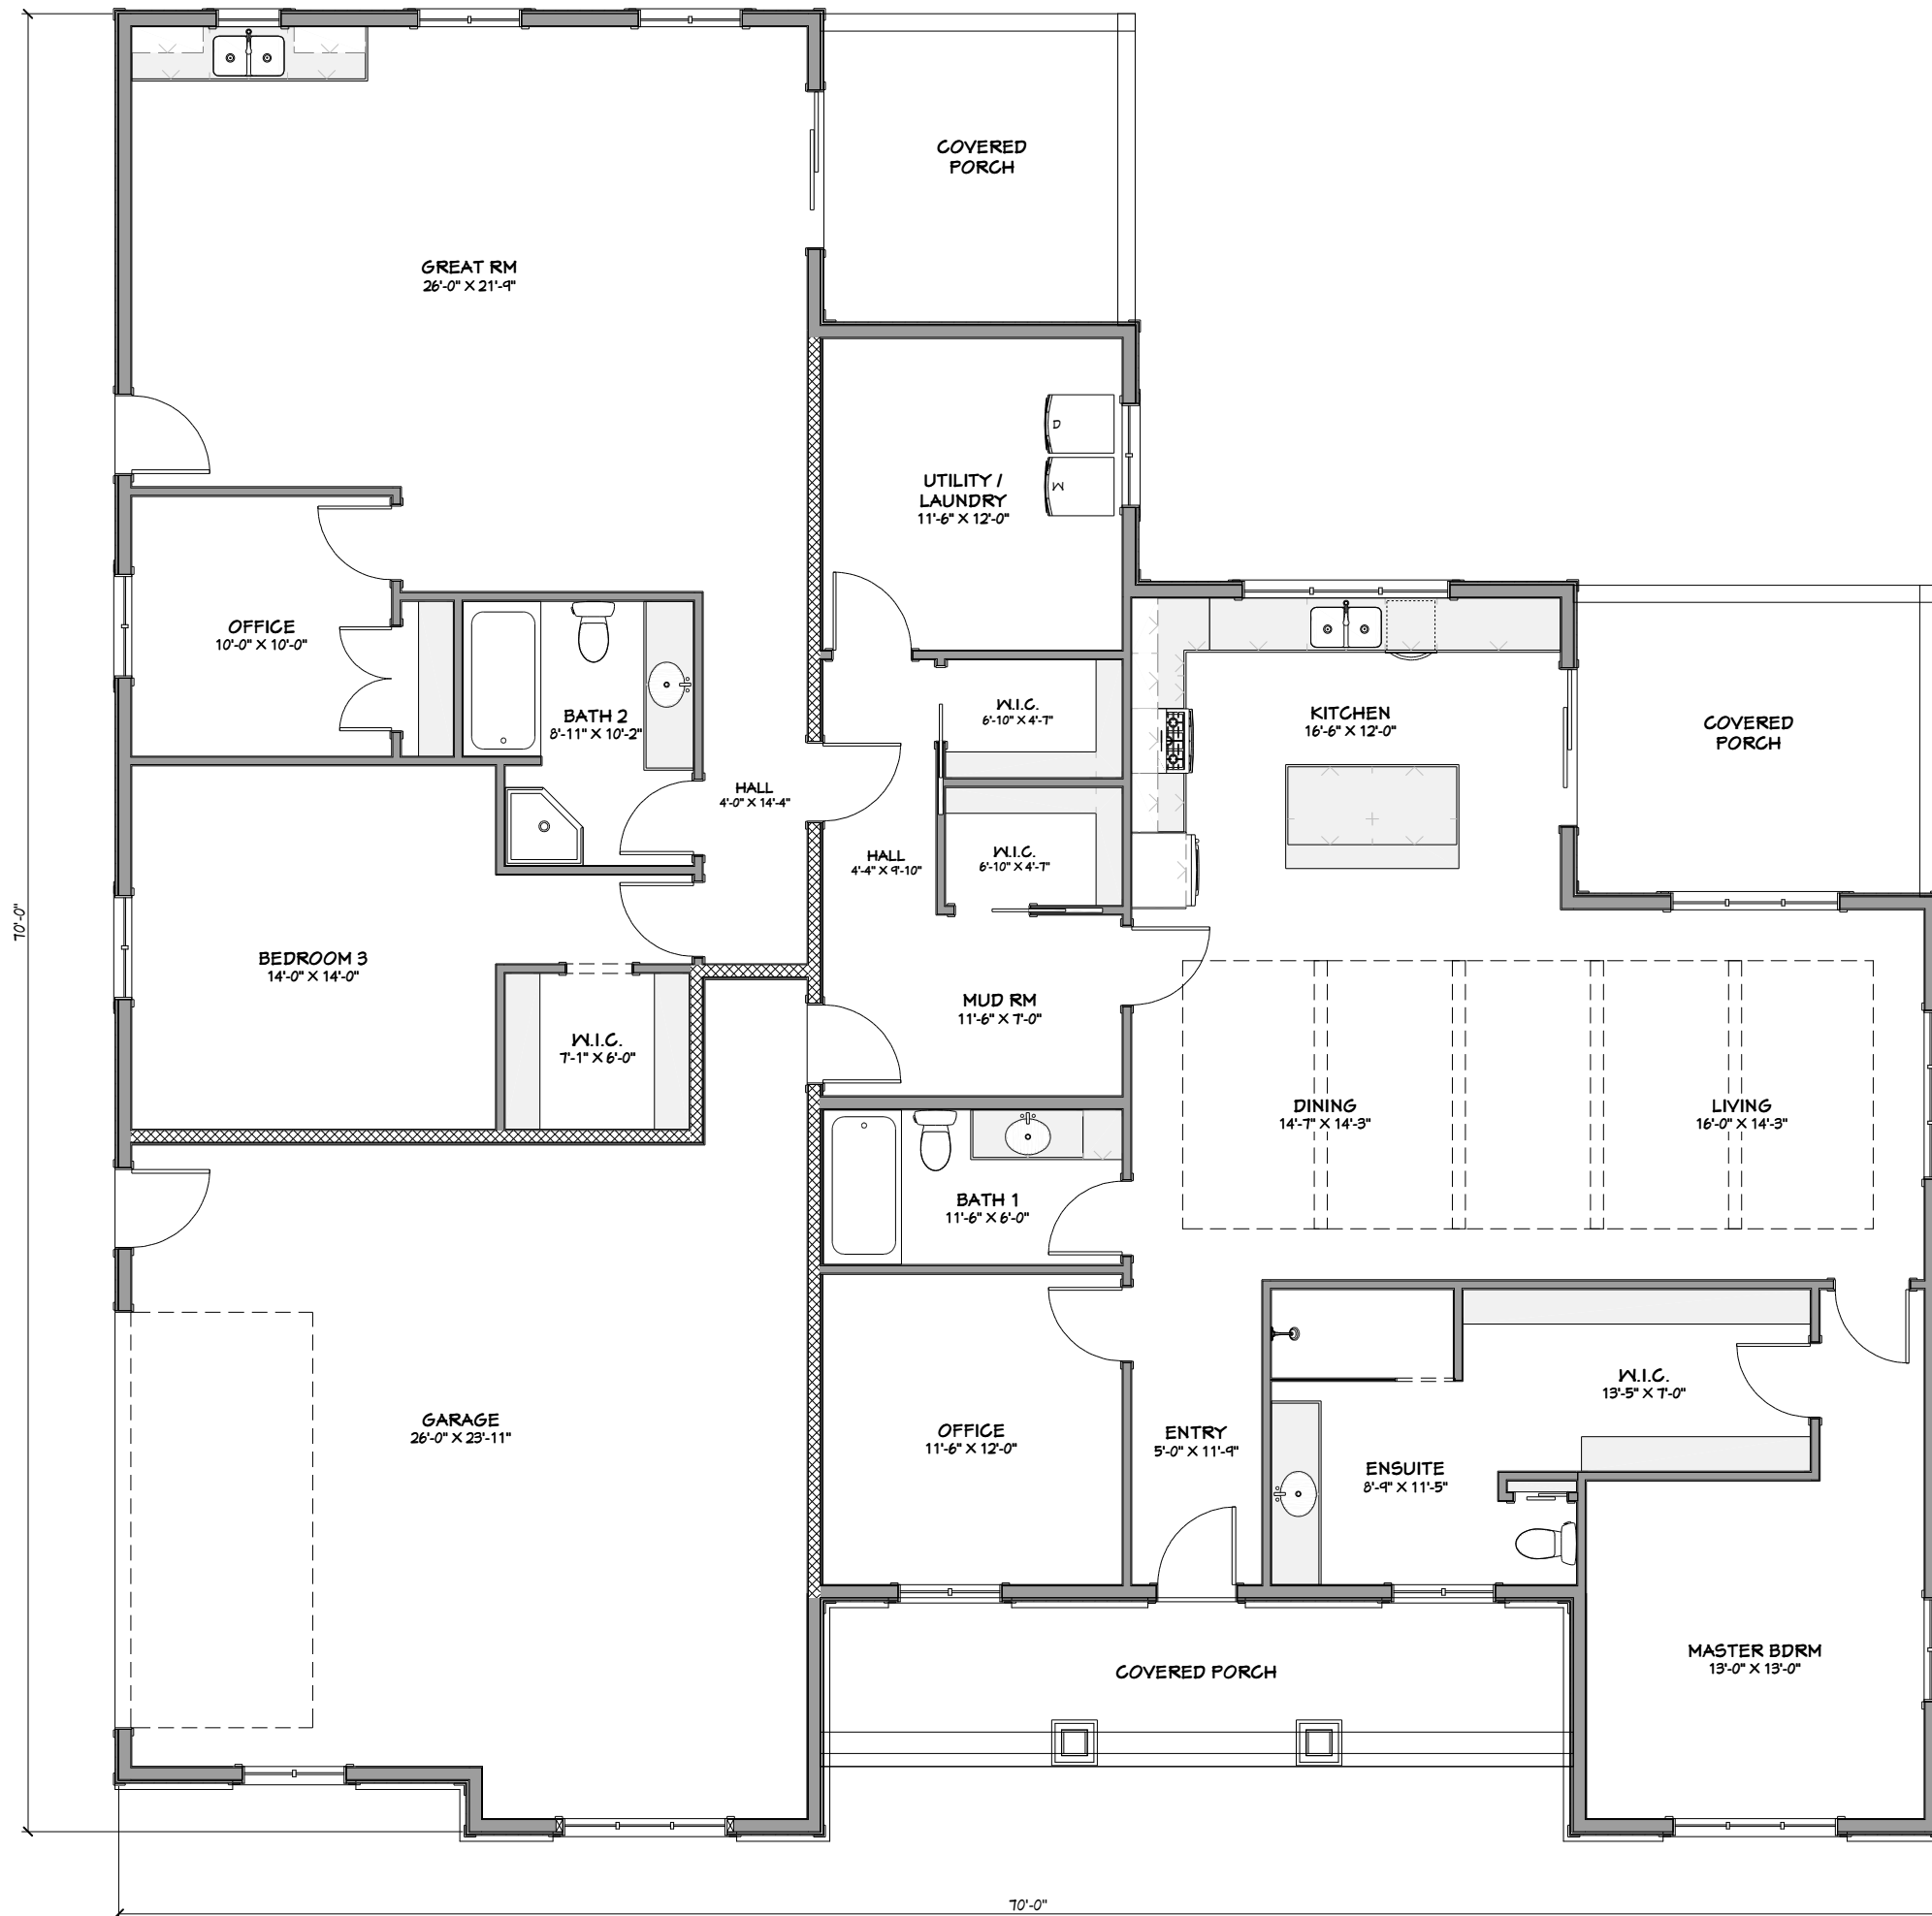 COVERED
PORCH
GREAT RM
26'-0" X 21'-9"
D
W
UTILITY /
LAUNDRY
11'-6" X 12'-0"
OFFICE
10'-0" X 10'-0"
BATH 2
8'-11" X 10'-2"
W.I.C.
6'-10" X 4'-7"
KITCHEN
16'-6" X 12'-0"
COVERED
PORCH
HALL
4'-0" X 14'-4"
HALL
4'-4" X 9'-10"
W.I.C.
6'-10" X 4'-7"
70'-0"
BEDROOM 3
14'-0" X 14'-0"
MUD RM
11'-6" X 7'-0"
W.I.C.
7'-1" X 6'-0"
DINING
14'-7" X 14'-3"
LIVING
16'-0" X 14'-3"
BATH 1
11'-6" X 6'-0"
W.I.C.
13'-5" X 7'-0"
GARAGE
26'-0" X 23'-11"
OFFICE
11'-6" X 12'-0"
ENTRY
5'-0" X 11'-9"
ENSUITE
8'-9" X 11'-5"
MASTER BDRM
13'-0" X 13'-0"
COVERED PORCH
70'-0"